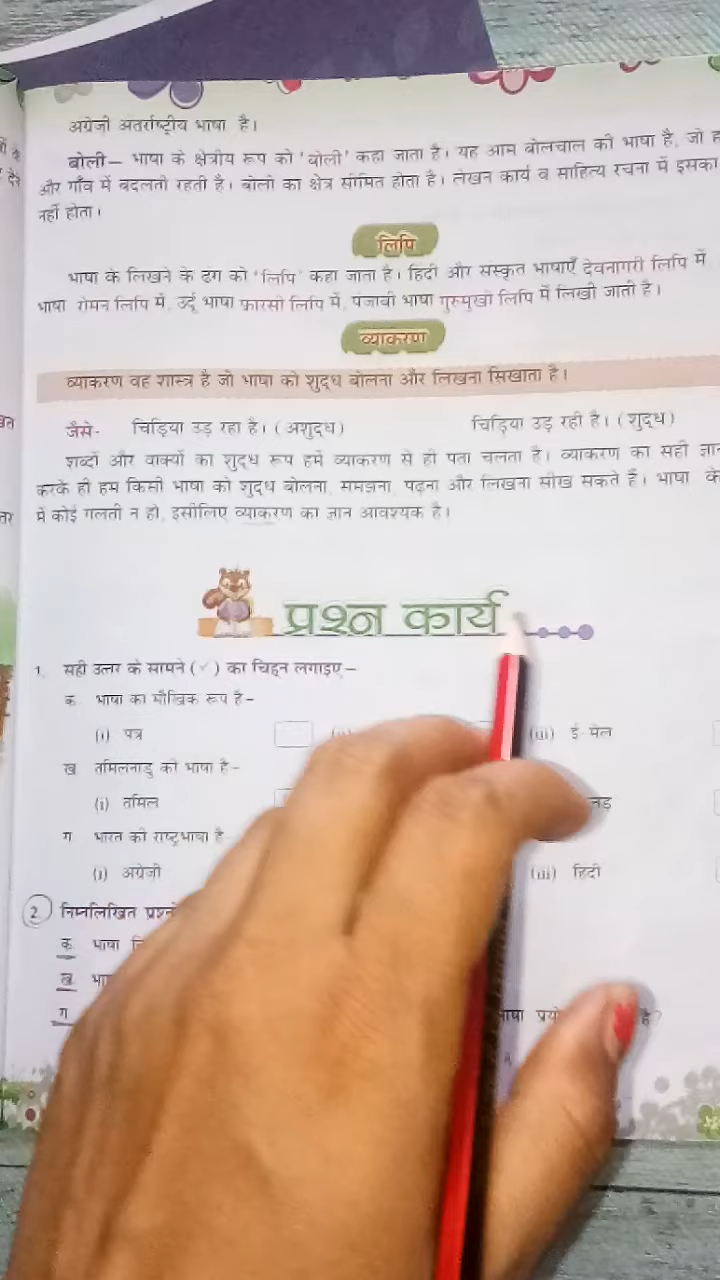 अंग्रेजी अंतर्राष्ट्रीय भाषा है।
बोली— भाषा के क्षेत्रीय रूप को 'बोली' कहा जाता है। यह आम बोलचाल की भाषा है, जो ह
और गाँव में बदलती रहती है। बोली का क्षेत्र सीमित होता है। लेखन कार्य व साहित्य रचना में इसका
नहीं होता।
लिपि
भाषा के लिखने के ढंग को 'लिपि' कहा जाता है। हिंदी और संस्कृत भाषाएँ देवनागरी लिपि में
भाषा रोमन लिपि में, उर्दू भाषा फ़ारसी लिपि में, पंजाबी भाषा गुरुमुखी लिपि में लिखी जाती है।
व्याकरण
व्याकरण वह शास्त्र है जो भाषा को शुद्ध बोलना और लिखना सिखाता है।
जैसे- चिड़िया उड़ रहा है। (अशुद्ध) चिड़िया उड़ रही है। (शुद्ध)
शब्दों और वाक्यों का शुद्ध रूप हमें व्याकरण से ही पता चलता है। व्याकरण का सही ज्ञान
करके ही हम किसी भाषा को शुद्ध बोलना, समझना, पढ़ना और लिखना सीख सकते हैं। भाषा के
में कोई गलती न हो, इसीलिए व्याकरण का ज्ञान आवश्यक है।
प्रश्न कार्य
1. सही उत्तर के सामने (✓) का चिह्न लगाइए—
क भाषा का मौखिक रूप है-
(i) पत्र (iii) ई-मेल
ख तमिलनाडु की भाषा है-
(i) तमिल
ग भारत की राष्ट्रभाषा है-
(i) अंग्रेजी (iii) हिंदी
2 निम्नलिखित
क भाषा
ख
ग है?